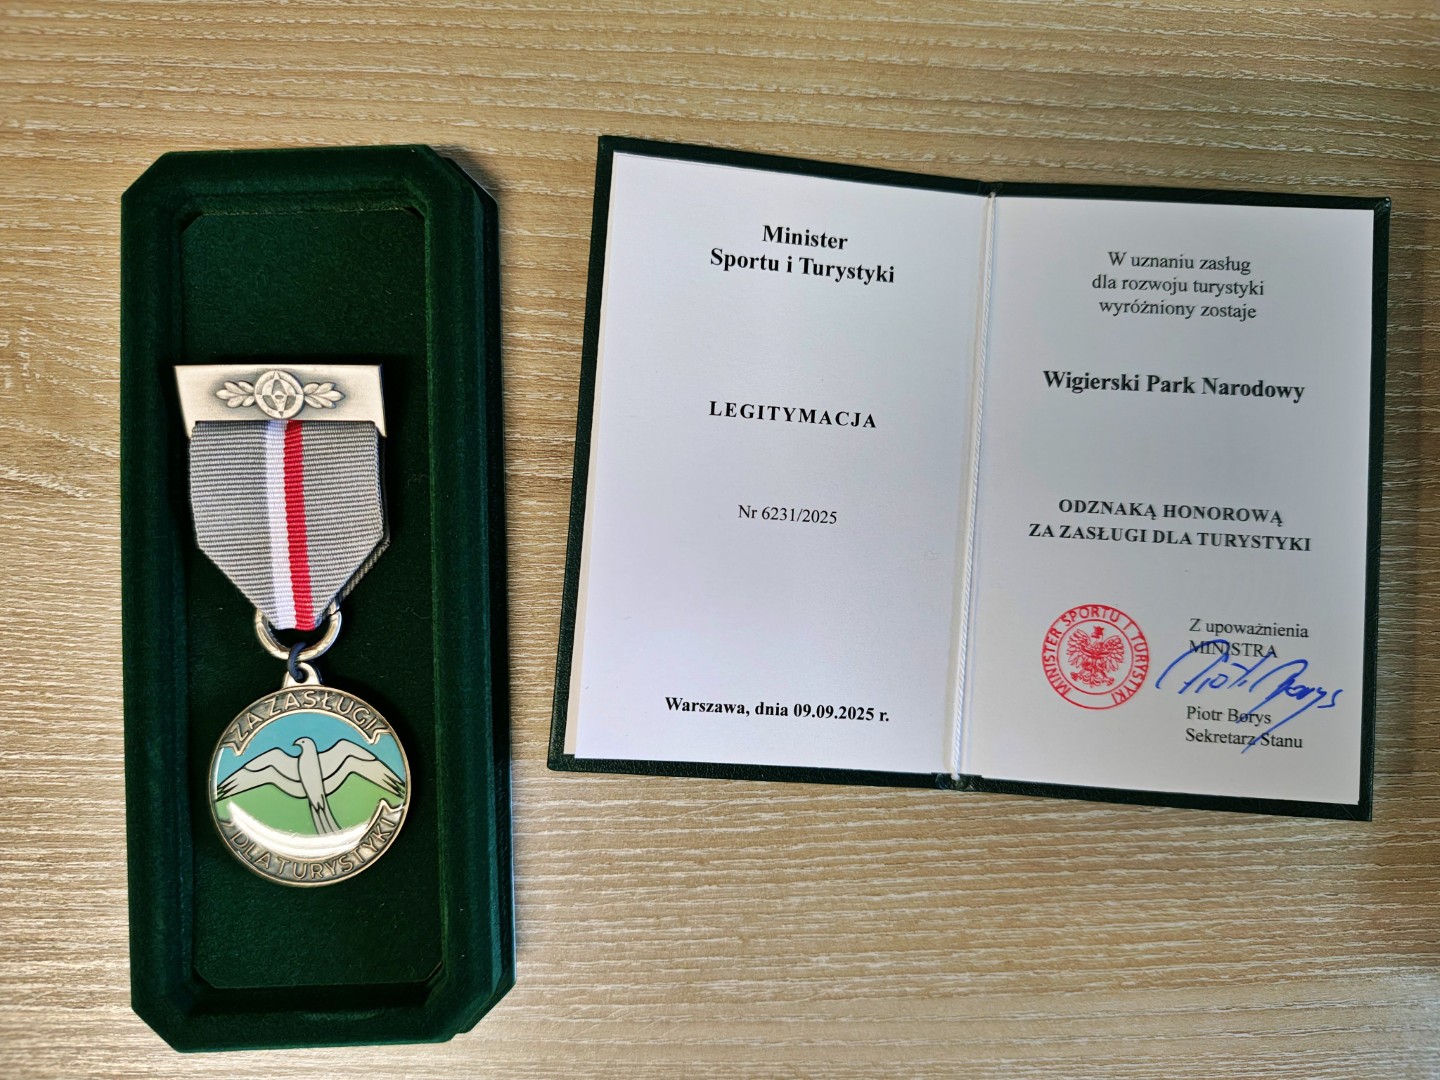 ZA ZASŁUGI
DLA TURYSTYKI
Minister
Sportu i Turystyki
LEGITYMACJA
Nr 6231/2025
Warszawa, dnia 09.09.2025 r.
W uznaniu zasług
dla rozwoju turystyki
wyróżniony zostaje
Wigierski Park Narodowy
ODZNAKĄ HONOROWĄ
ZA ZASŁUGI DLA TURYSTYKI
MINISTER SPORTU I TURYSTYKI
Z upoważnienia
MINISTRA
Piotr Borys
Piotr Borys
Sekretarz Stanu